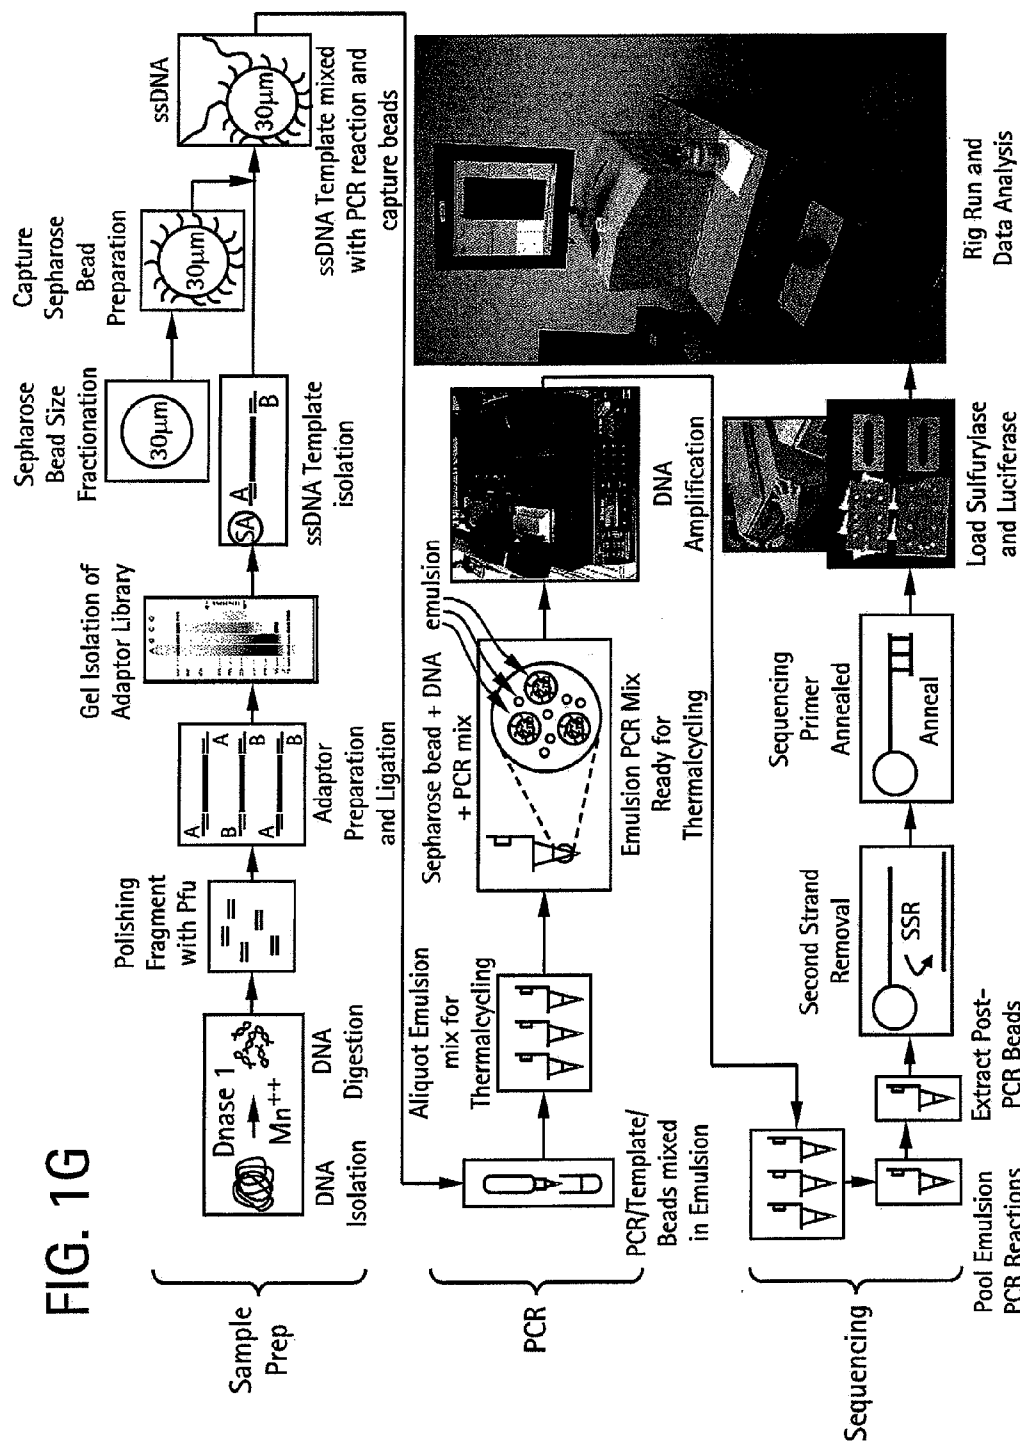 FIG. 1G
Sample
Prep
Dnase 1
Mn++
DNA
Isolation
DNA
Digestion
Polishing
Fragment
with Pfu
A
A
B
B
A
B
Adaptor
Preparation
and Ligation
Gel Isolation of
Adaptor Library
SA
A
B
ssDNA Template
isolation
Sepharose
Bead Size
Fractionation
30μm
Capture
Sepharose
Bead
Preparation
30μm
ssDNA
30μm
ssDNA Template mixed
with PCR reaction and
capture beads
PCR
PCR/Template/
Beads mixed
in Emulsion
Aliquot Emulsion
mix for
Thermalcycling
Sepharose bead + DNA
+ PCR mix
emulsion
Emulsion PCR Mix
Ready for
Thermalcycling
DNA
Amplification
Sequencing
Pool Emulsion
PCR Reactions
Extract Post-
PCR Beads
Second Strand
Removal
SSR
Sequencing
Primer
Annealed
Anneal
Load Sulfurylase
and Luciferase
Rig Run and
Data Analysis